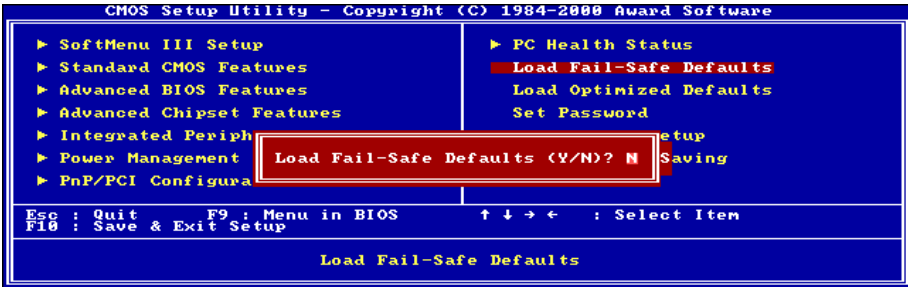 CMOS Setup Utility - Copyright (C) 1984-2000 Award Software
► SoftMenu III Setup
► Standard CMOS Features
► Advanced BIOS Features
► Advanced Chipset Features
► Integrated Periph
► Power Management
► PnP/PCI Configura
► PC Health Status
Load Fail-Safe Defaults
Load Optimized Defaults
Set Password
etup
Saving
Load Fail-Safe Defaults (Y/N)? N
Esc : Quit F9 : Menu in BIOS ↑ ↓ → ← : Select Item
F10 : Save & Exit Setup
Load Fail-Safe Defaults